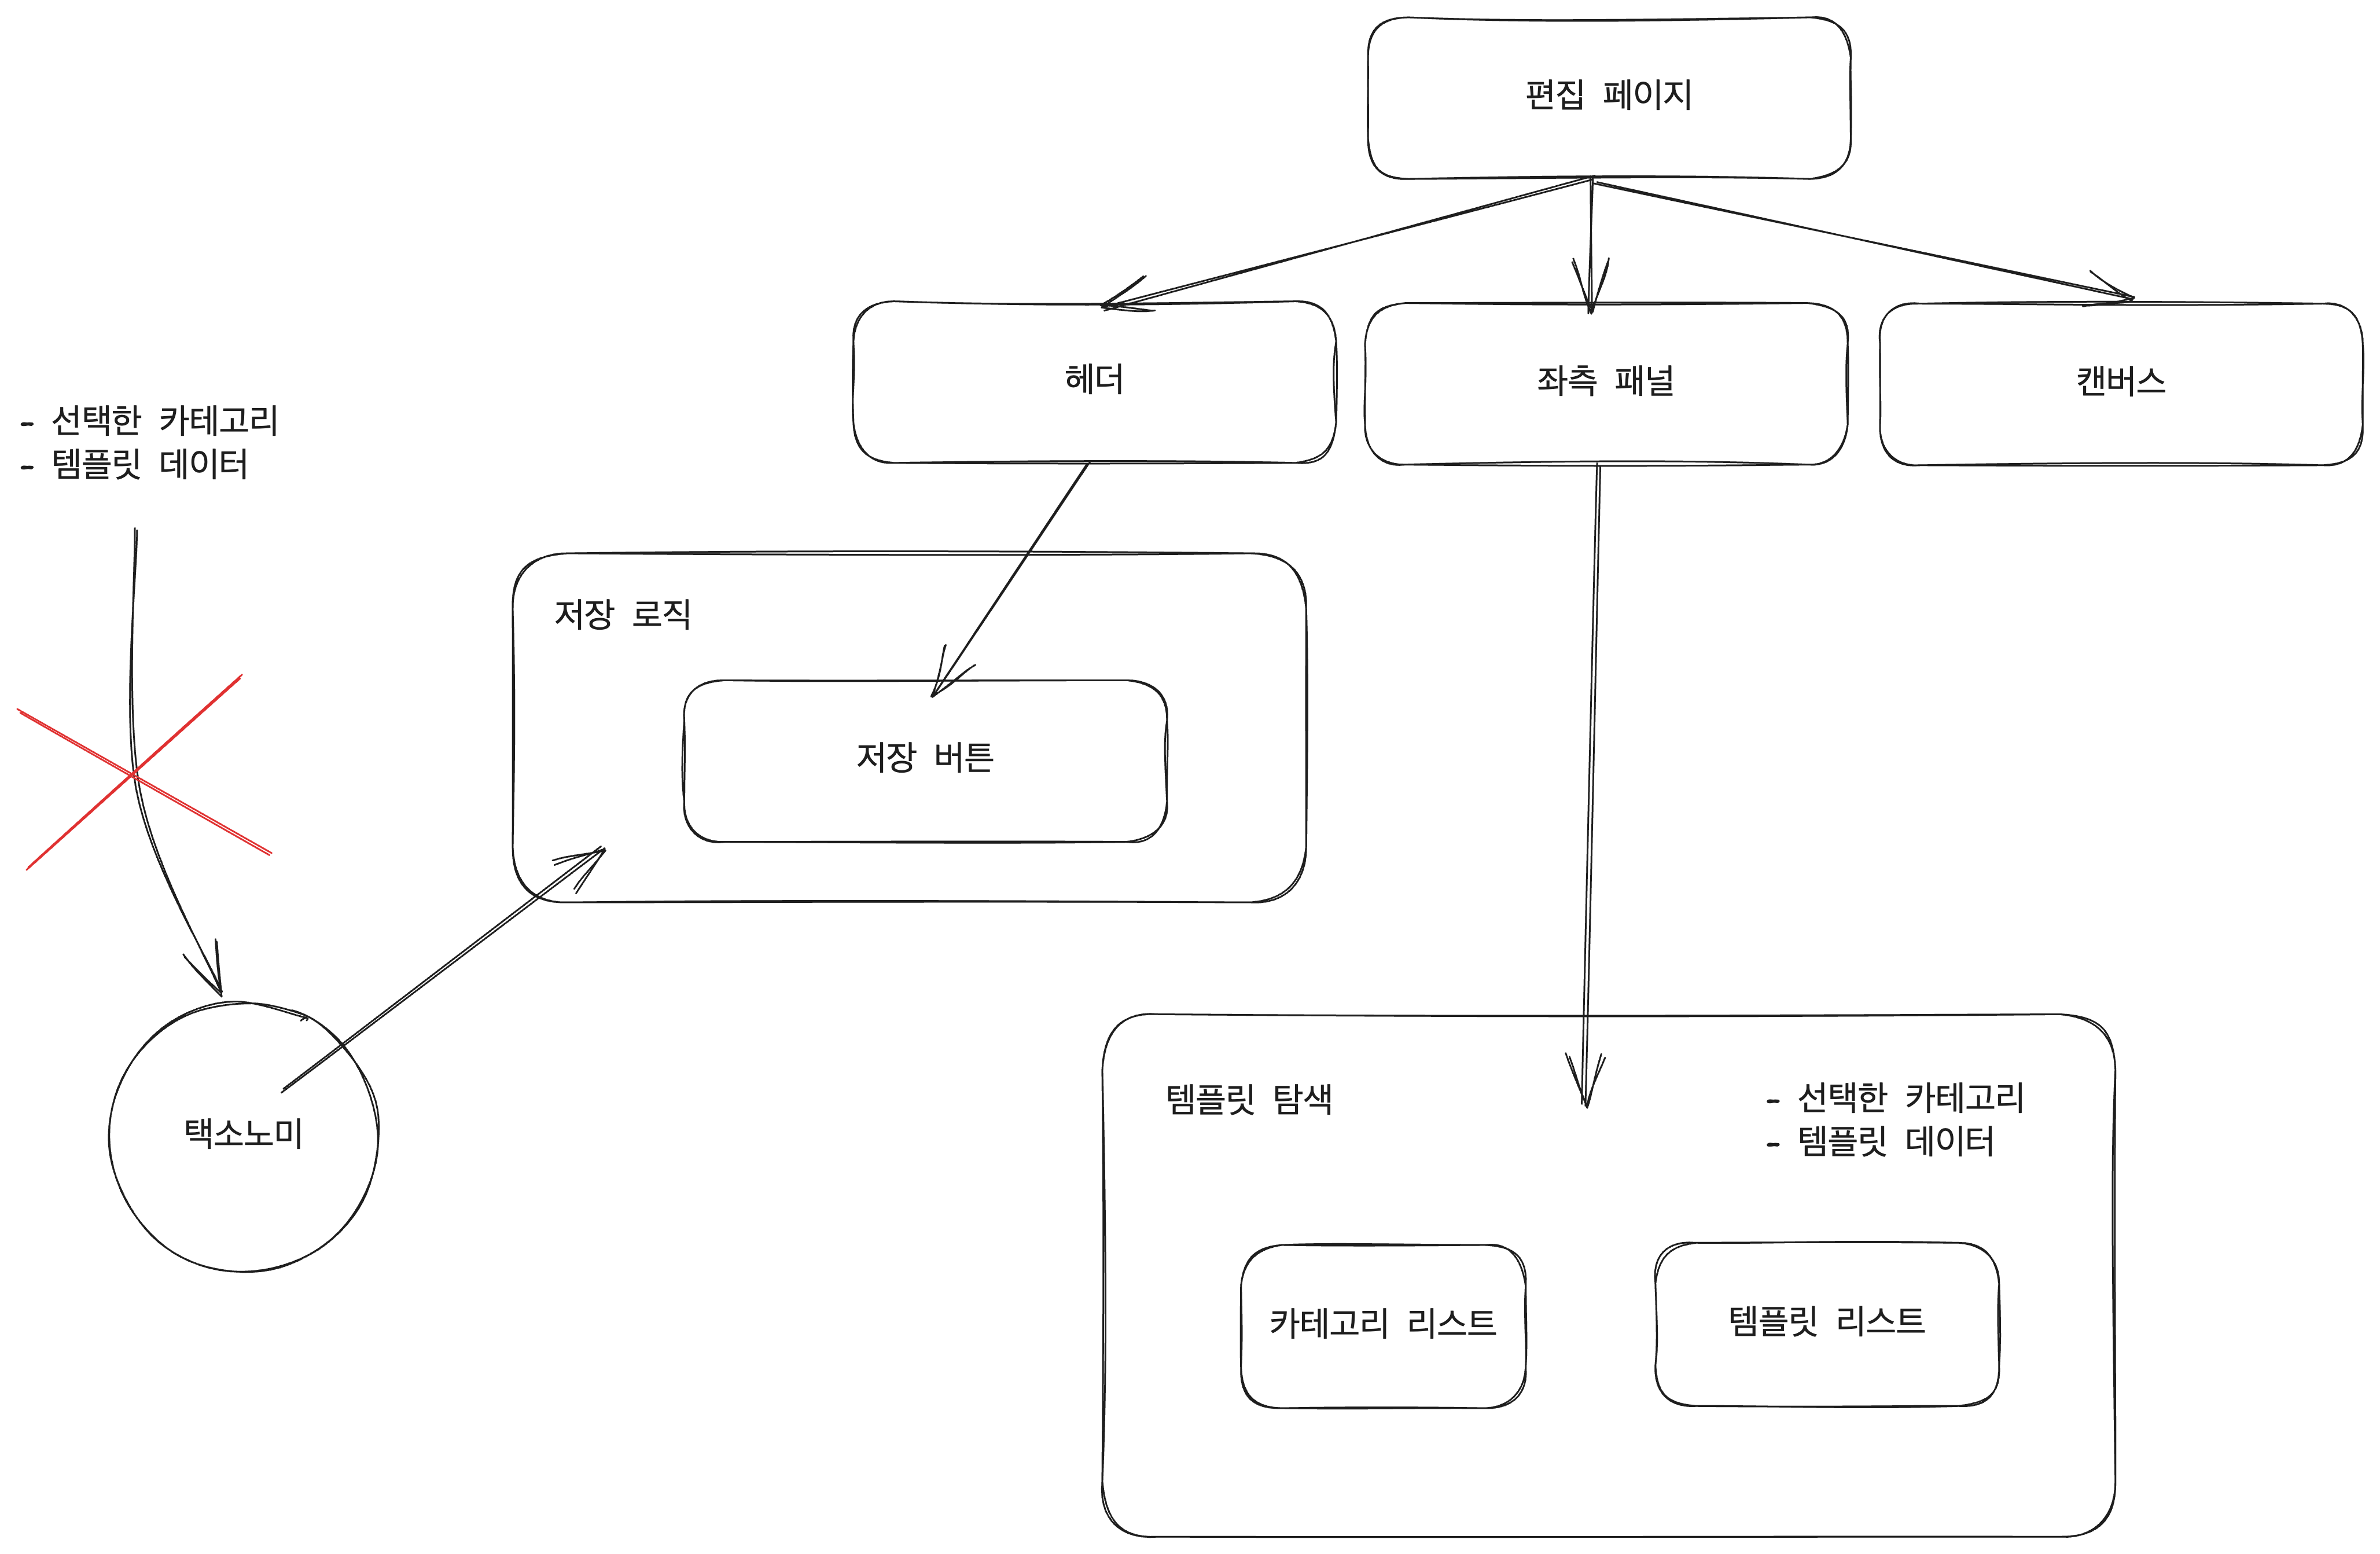 편집 페이지
헤더
좌측 패널
캔버스
- 선택한 카테고리
- 템플릿 데이터
저장 로직
저장 버튼
택소노미
템플릿 탐색
- 선택한 카테고리
- 템플릿 데이터
카테고리 리스트
템플릿 리스트